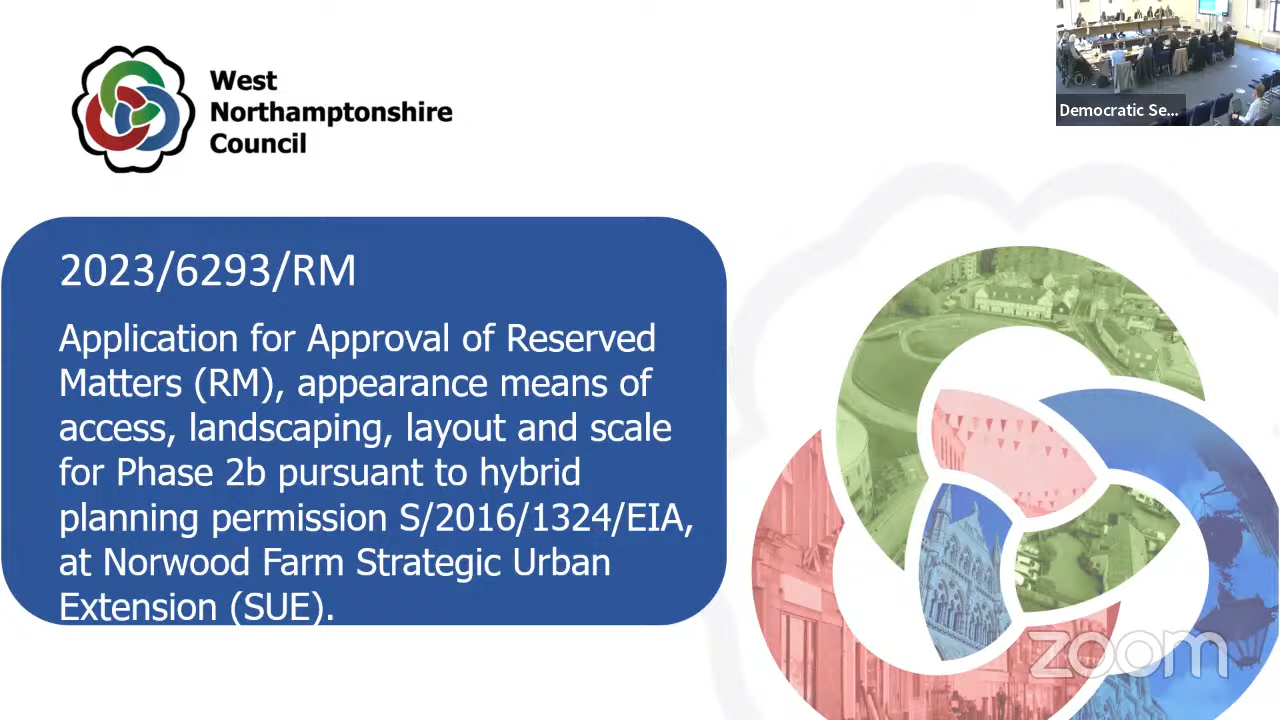 West
Northamptonshire
Council
Democratic Se...
2023/6293/RM
Application for Approval of Reserved
Matters (RM), appearance means of
access, landscaping, layout and scale
for Phase 2b pursuant to hybrid
planning permission S/2016/1324/EIA,
at Norwood Farm Strategic Urban
Extension (SUE).
zoom